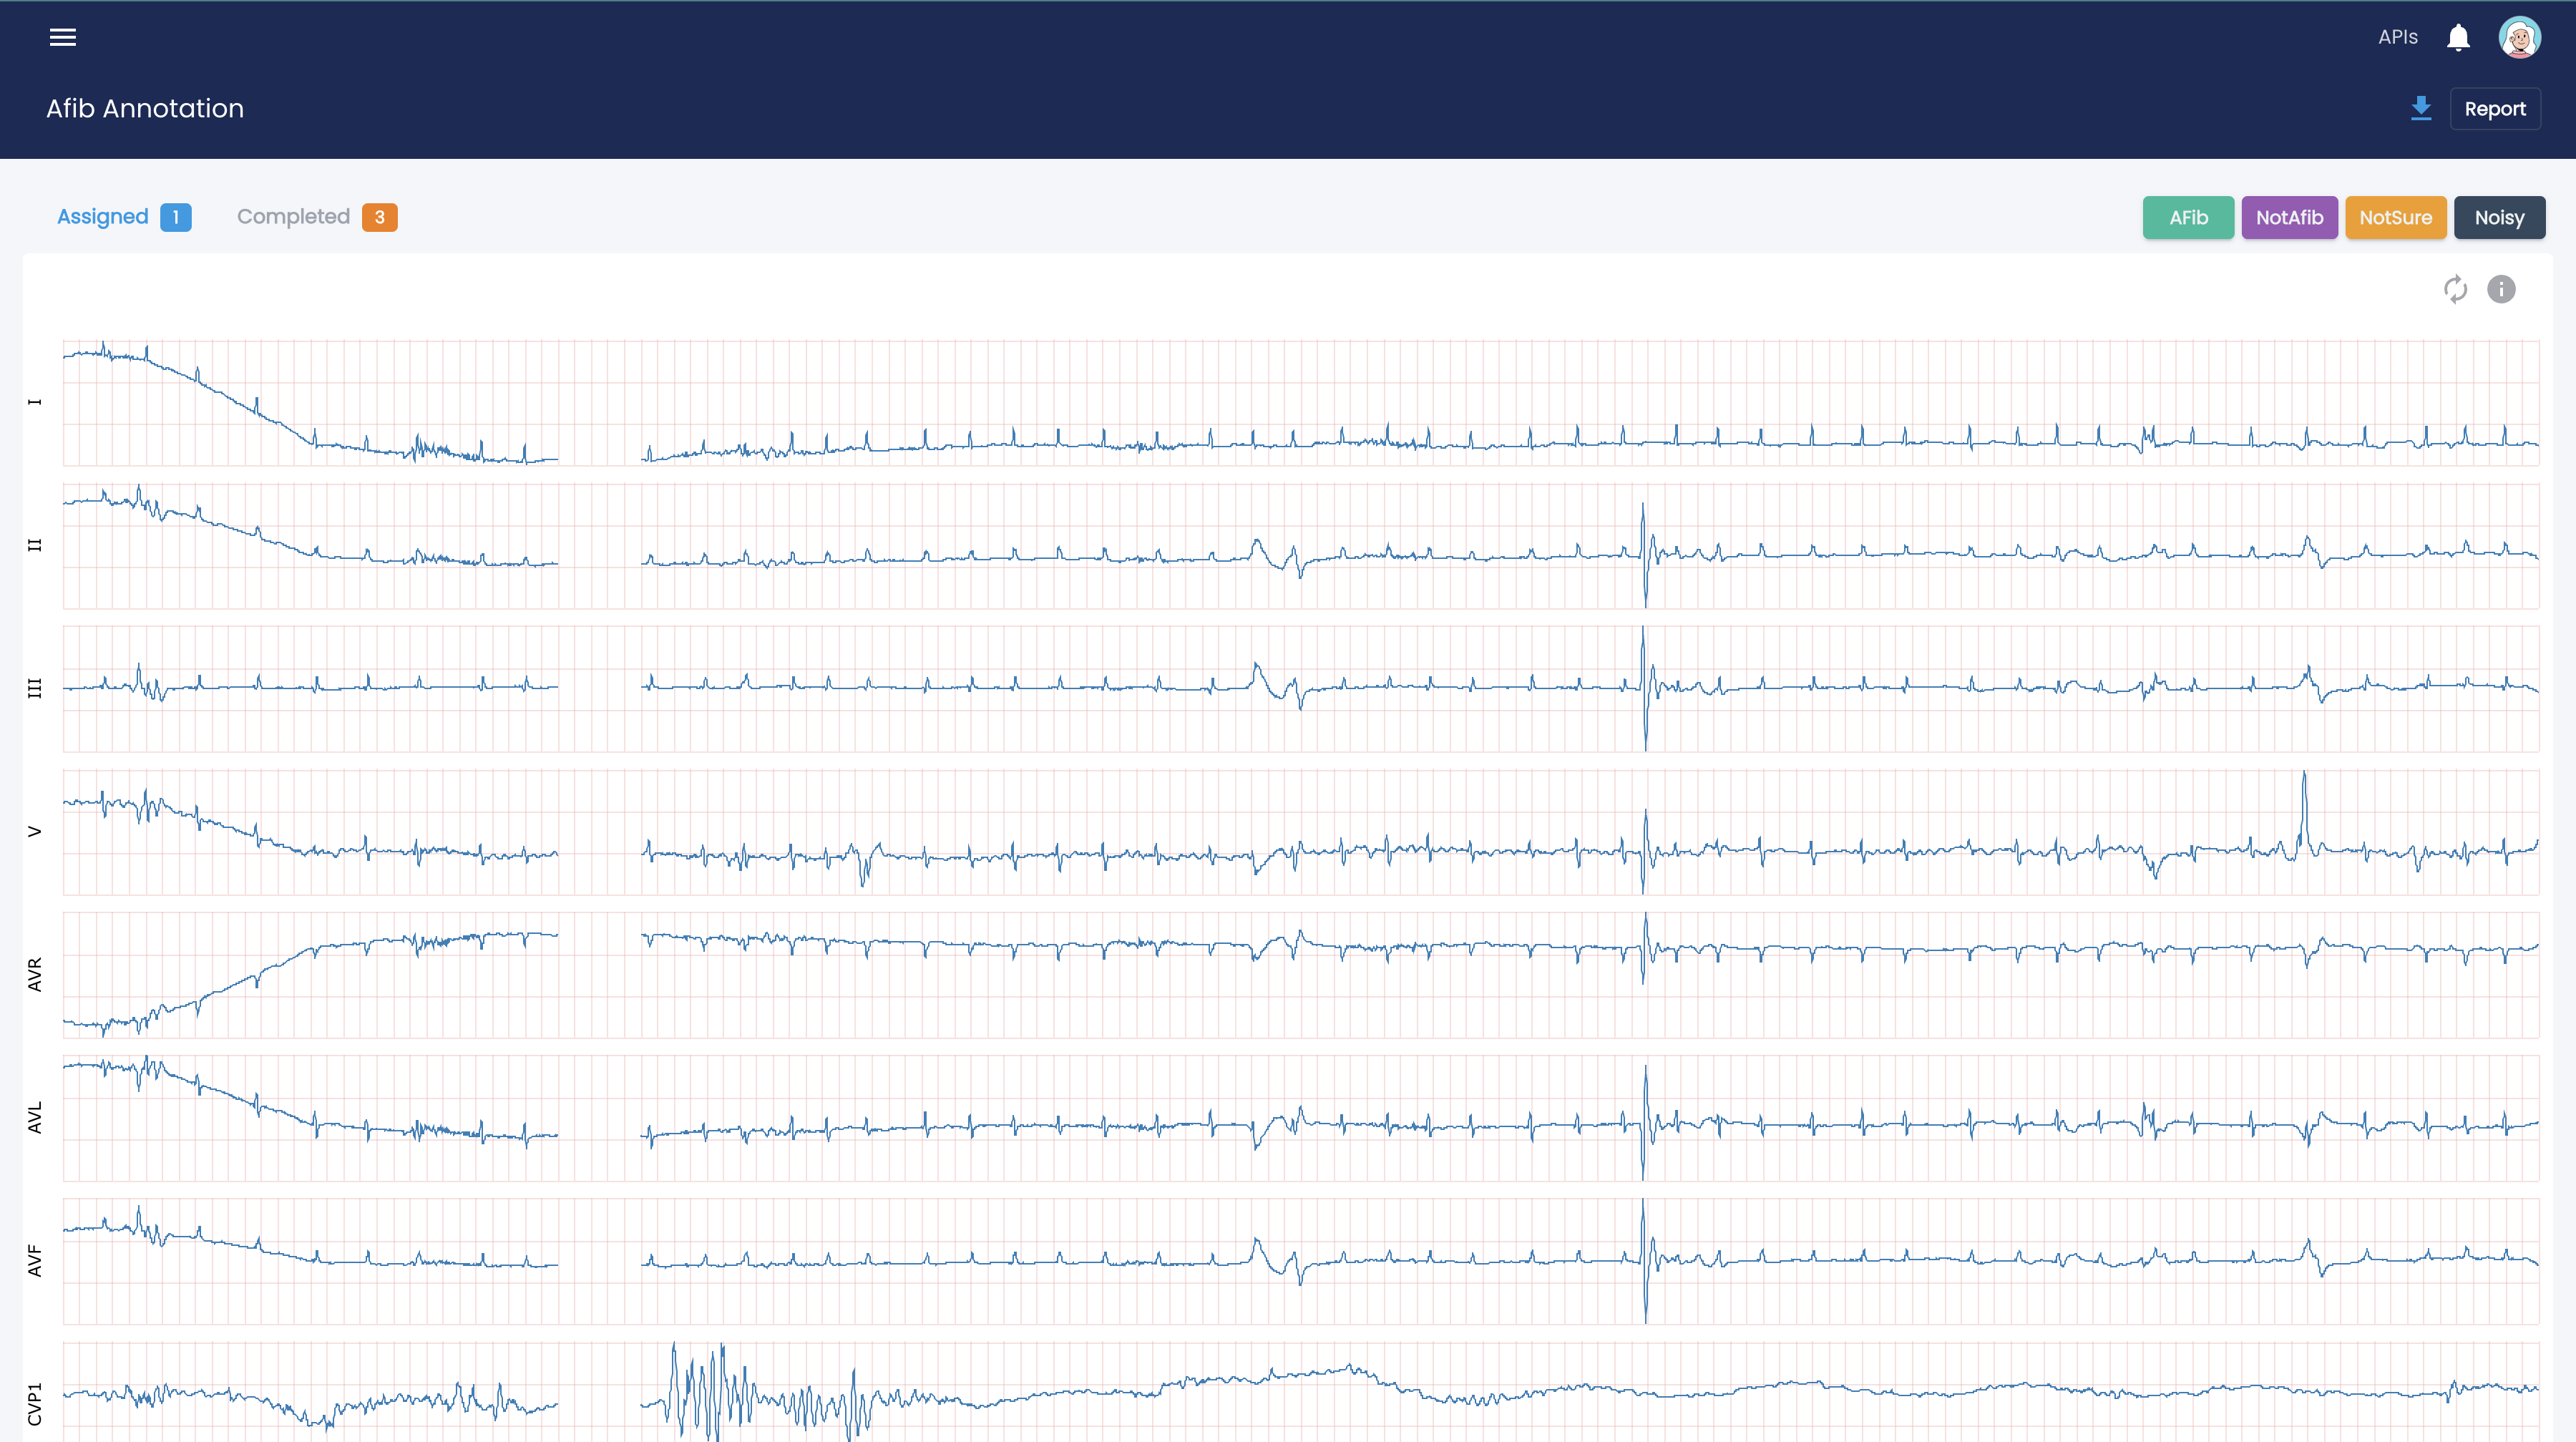 APIs
Afib Annotation
Report
Assigned 1 Completed 3
AFib NotAfib NotSure Noisy
I
II
III
V
AVR
AVL
AVF
CVP1